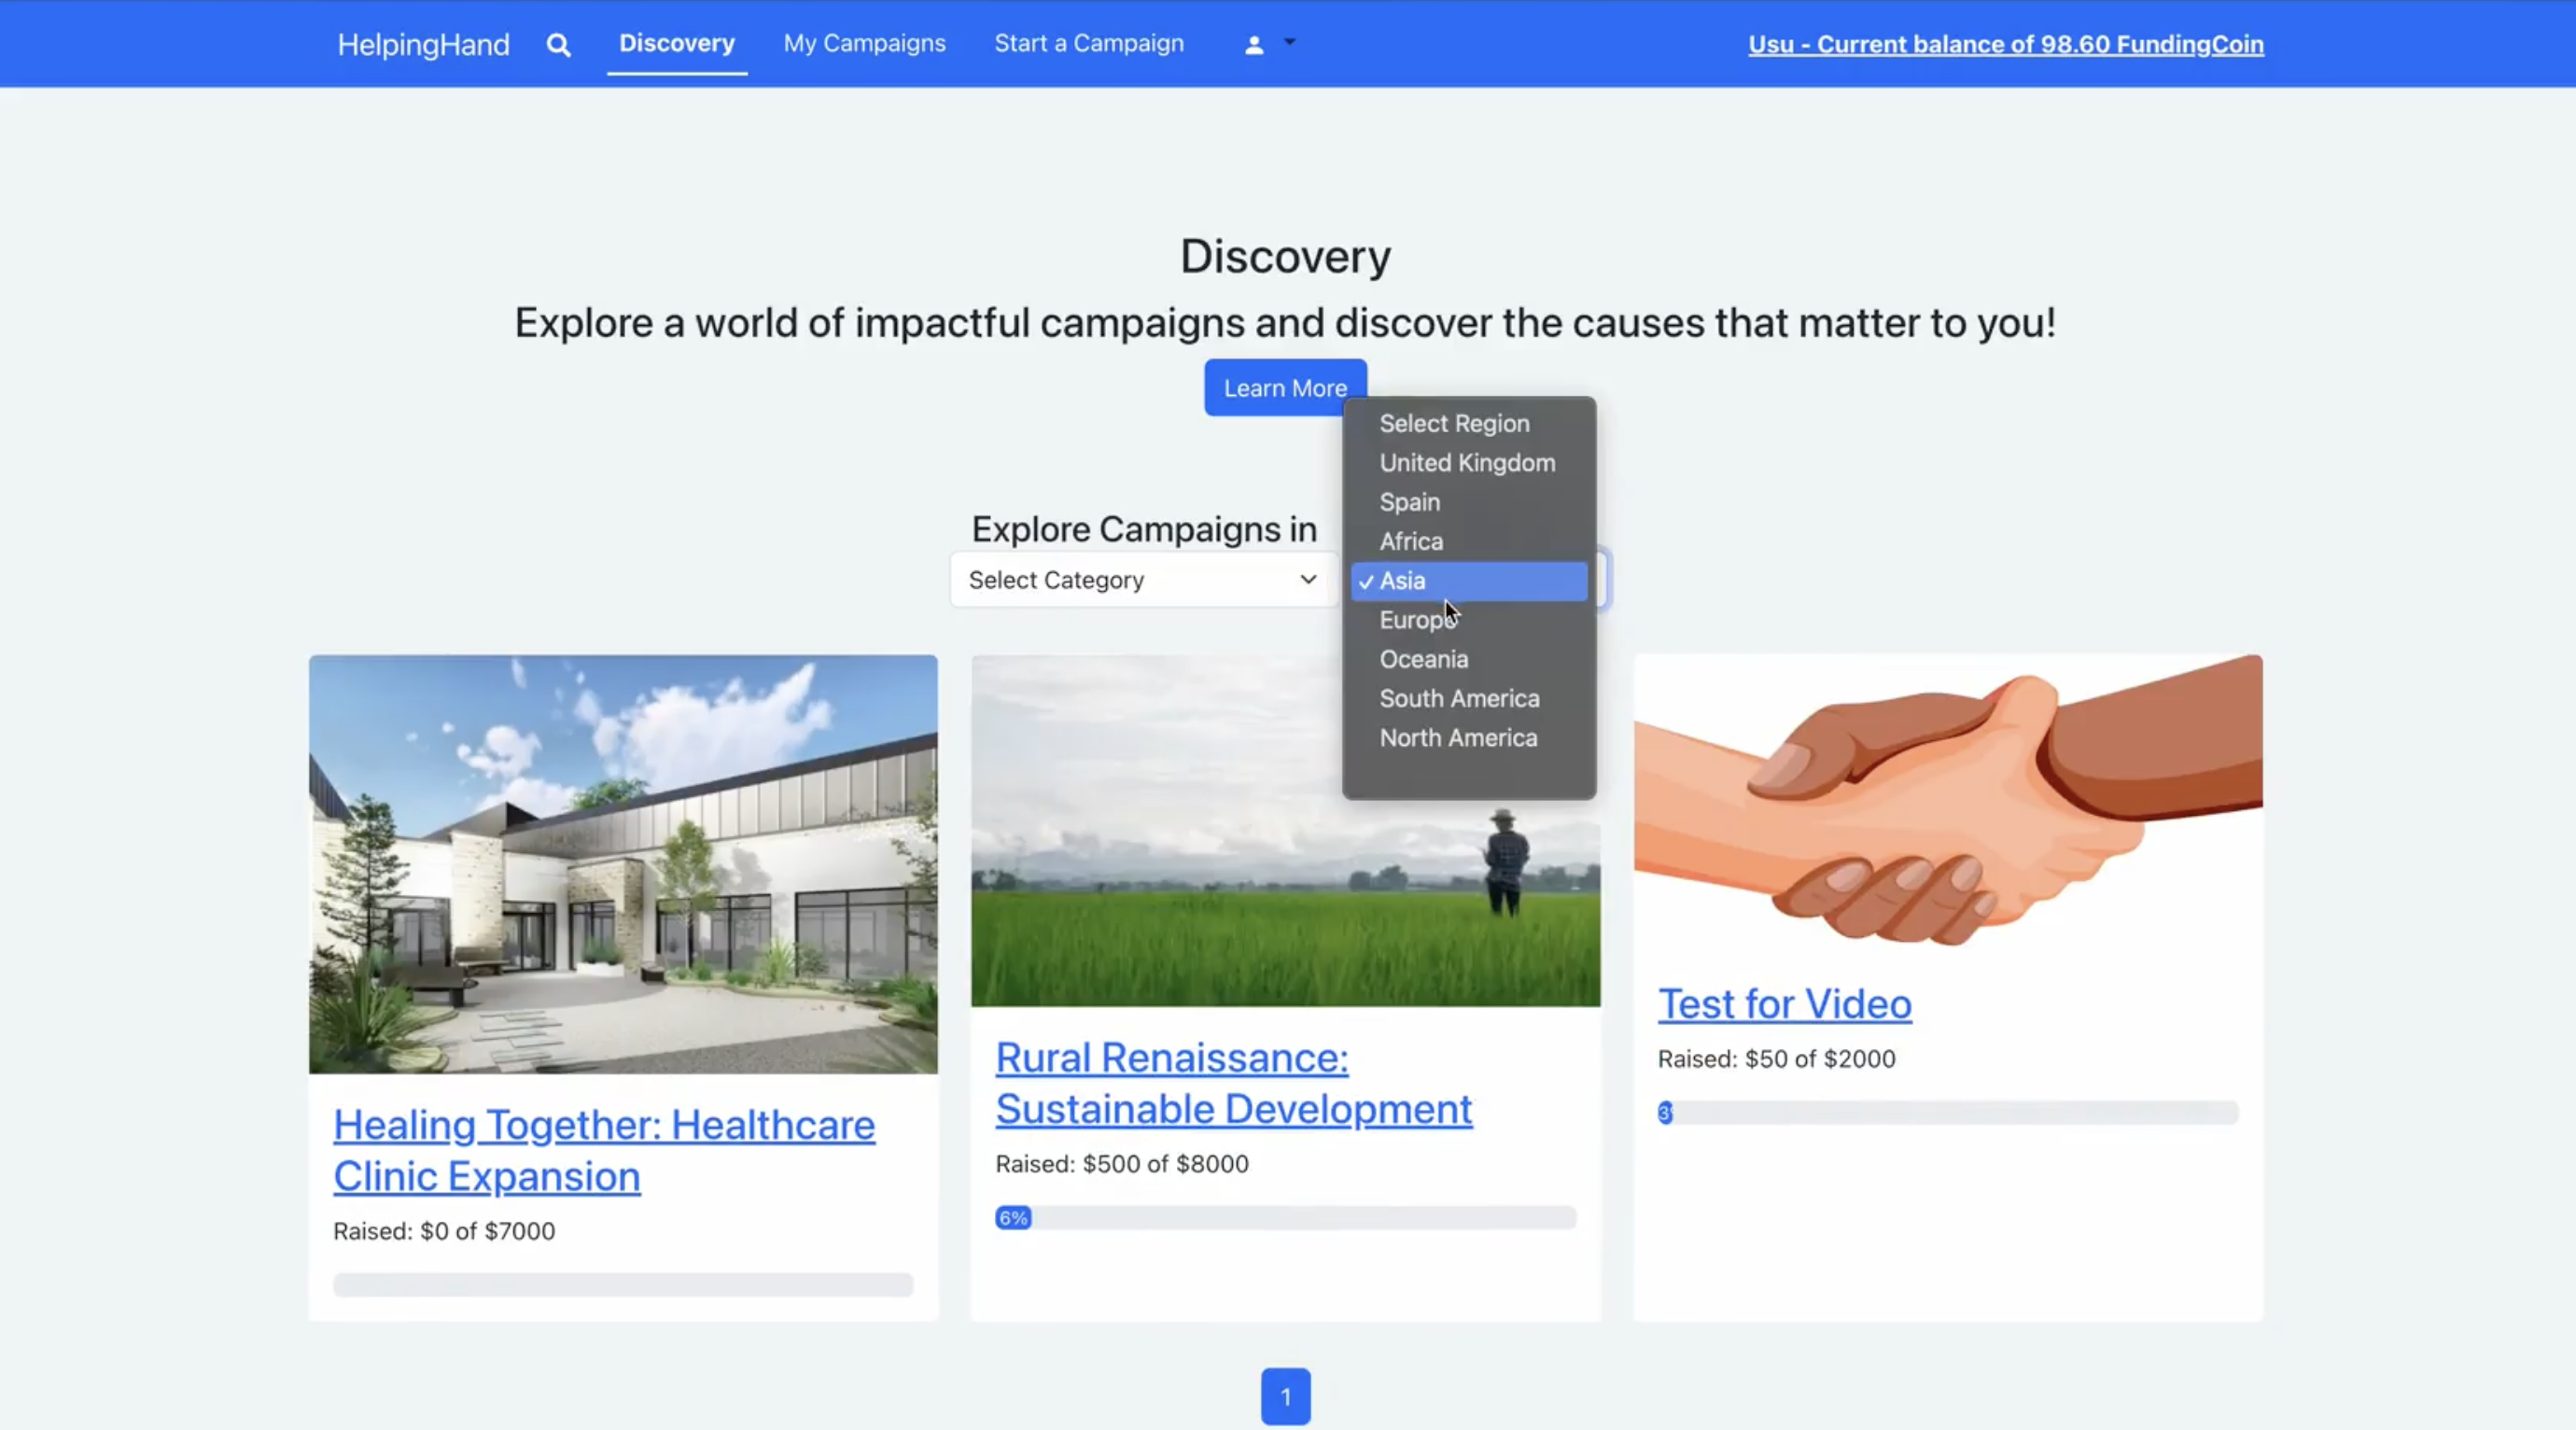 HelpingHand
Discovery
My Campaigns
Start a Campaign
Usu - Current balance of 98.60 FundingCoin
Discovery
Explore a world of impactful campaigns and discover the causes that matter to you!
Learn More
Explore Campaigns in
Select Category
Select Region
United Kingdom
Spain
Africa
Asia
Europe
Oceania
South America
North America
Healing Together: Healthcare
Clinic Expansion
Raised: $0 of $7000
Rural Renaissance:
Sustainable Development
Raised: $500 of $8000
6%
Test for Video
Raised: $50 of $2000
3
1